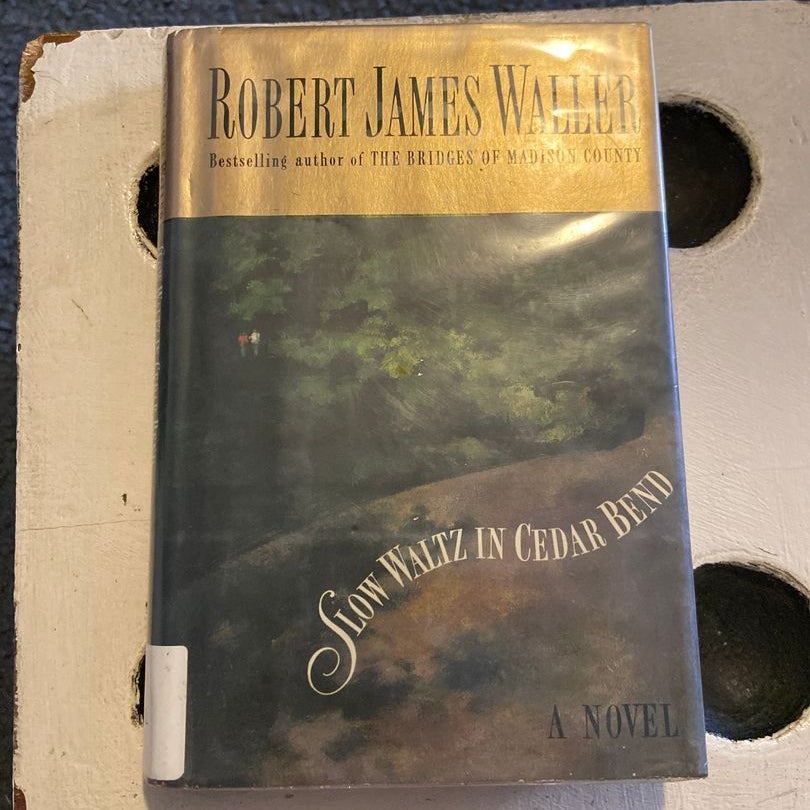 ROBERT JAMES WALLER
Bestselling author of THE BRIDGES OF MADISON COUNTY
SLOW WALTZ IN CEDAR BEND
A NOVEL